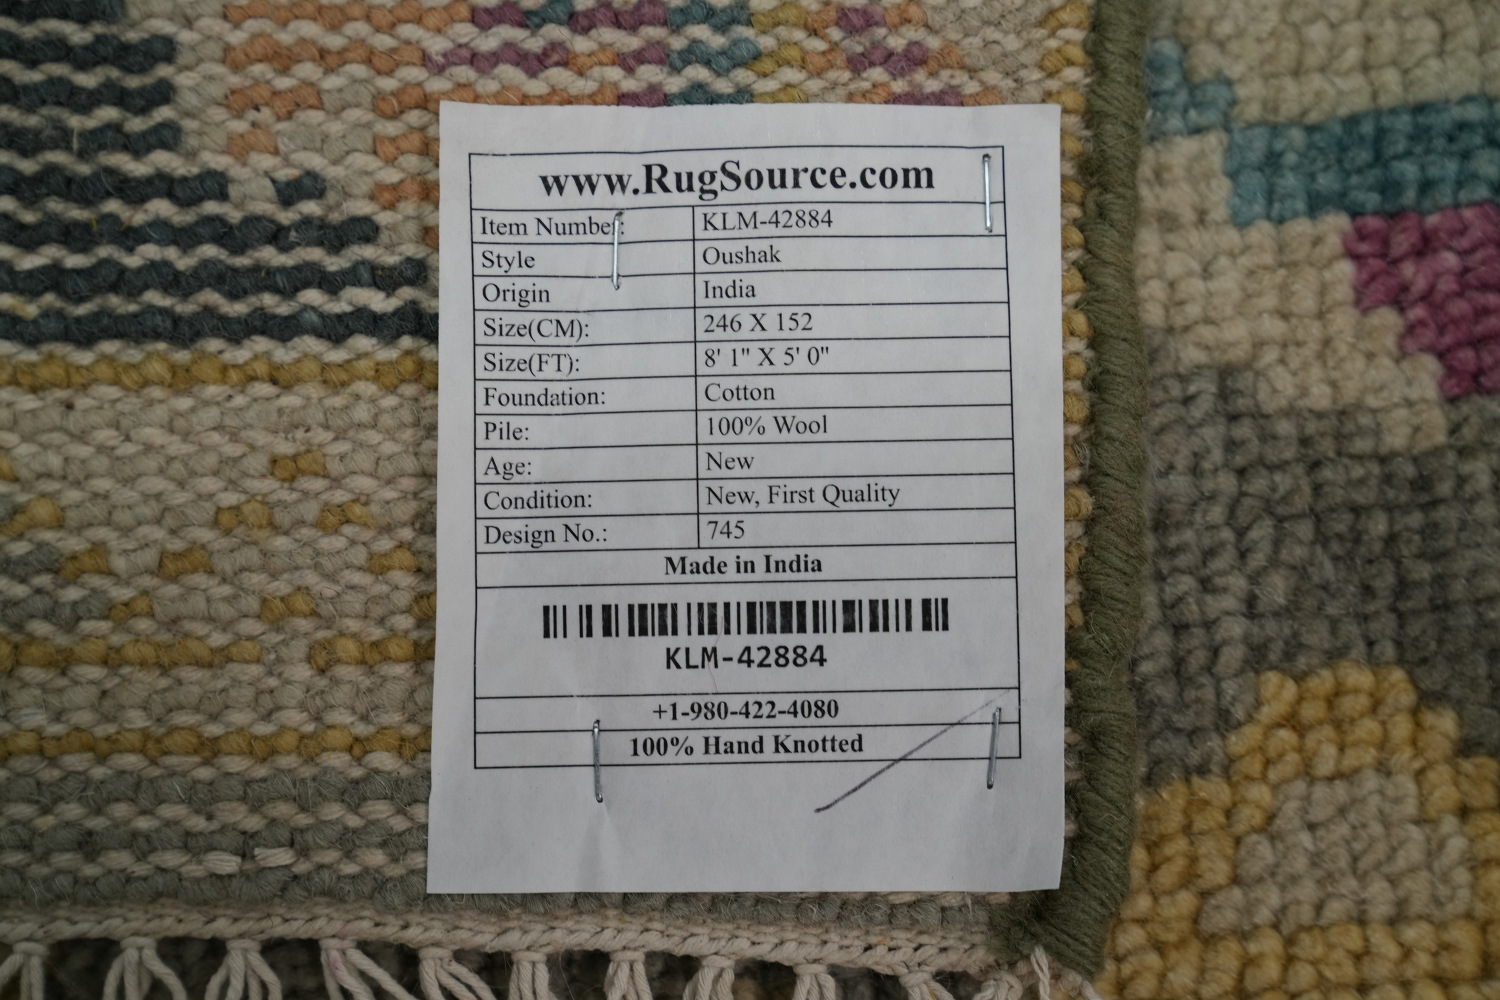 www.RugSource.com
Item Number: KLM-42884
Style Oushak
Origin India
Size(CM): 246 X 152
Size(FT): 8' 1" X 5' 0"
Foundation: Cotton
Pile: 100% Wool
Age: New
Condition: New, First Quality
Design No.: 745
Made in India
KLM-42884
+1-980-422-4080
100% Hand Knotted